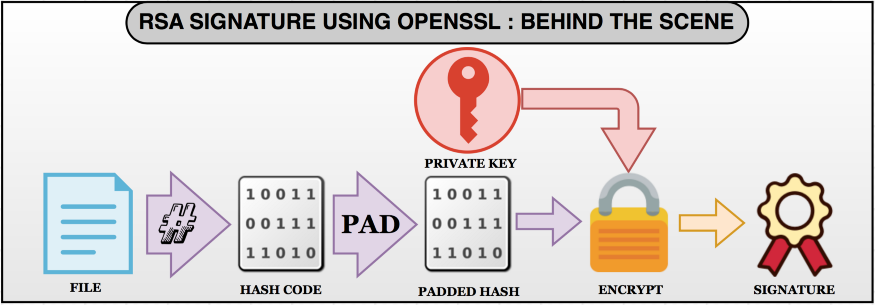 RSA SIGNATURE USING OPENSSL : BEHIND THE SCENE
PRIVATE KEY
#
10011
00111
11010
PAD
10011
00111
11010
FILE
HASH CODE
PADDED HASH
ENCRYPT
SIGNATURE